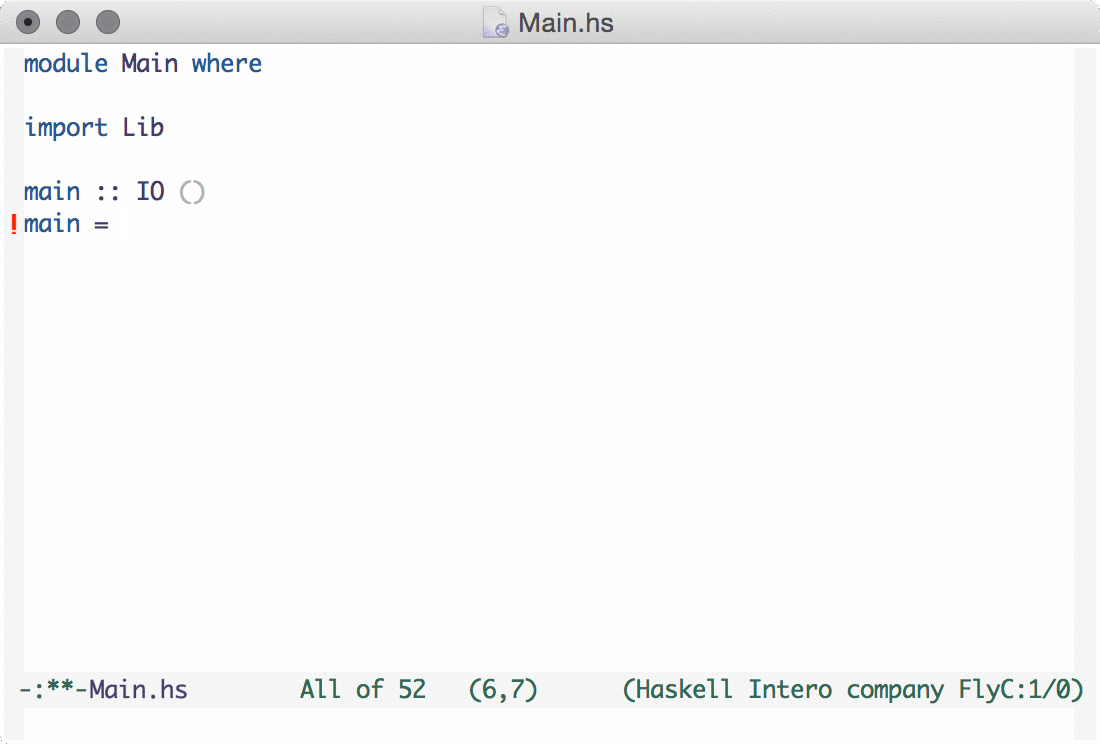 Main.hs
module Main where
import Lib
main :: IO ()
!main =
-:**-Main.hs All of 52 (6,7) (Haskell Intero company FlyC:1/0)